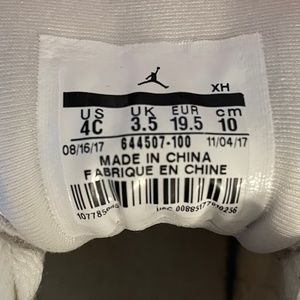 XH
US UK EUR cm
4C 3.5 19.5 10
08/16/17 644507-100 11/04/17
MADE IN CHINA
FABRIQUE EN CHINE